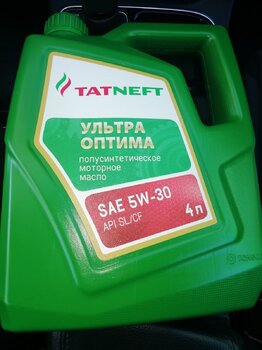 TATNEFT
УЛЬТРА
ОПТИМА
полусинтетическое
моторное
масло
SAE 5W-30
API SL/CF
4 л